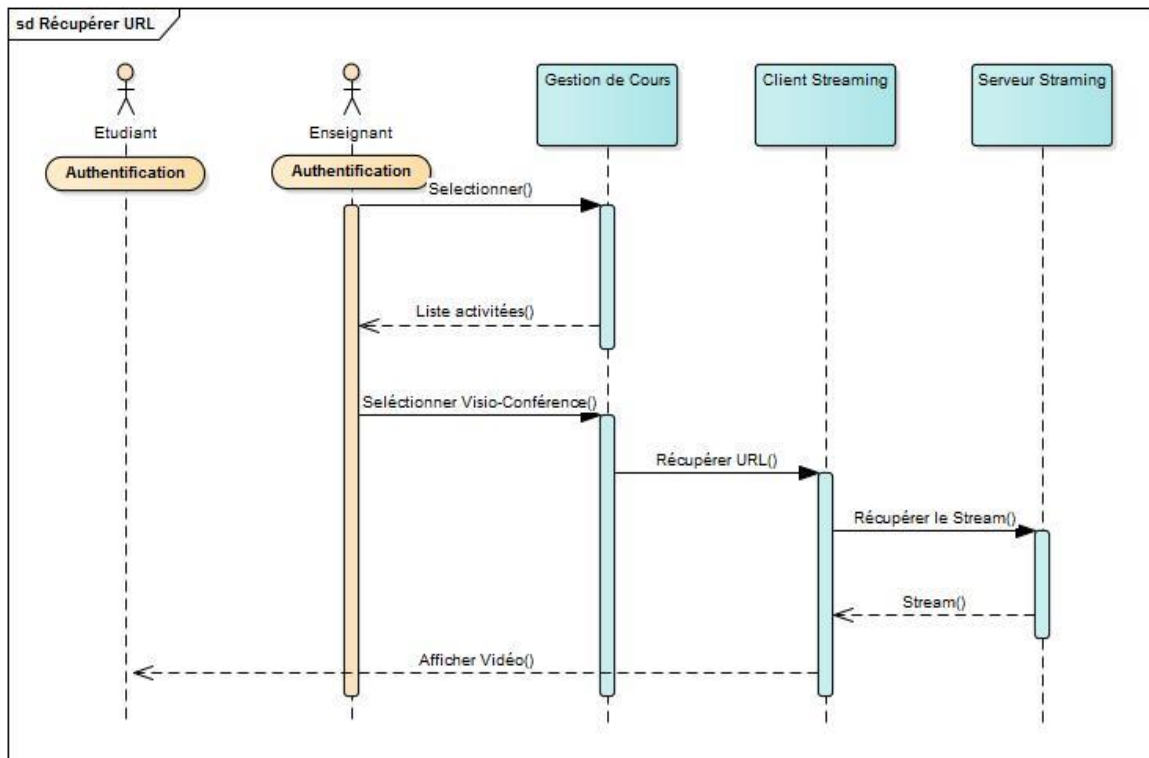 sd Récupérer URL
Etudiant
Enseignant
Gestion de Cours
Client Streaming
Serveur Straming
Authentification
Authentification
Selectionner()
Liste activitées()
Seléctionner Visio-Conférence()
Récupérer URL()
Récupérer le Stream()
Stream()
Afficher Vidéo()